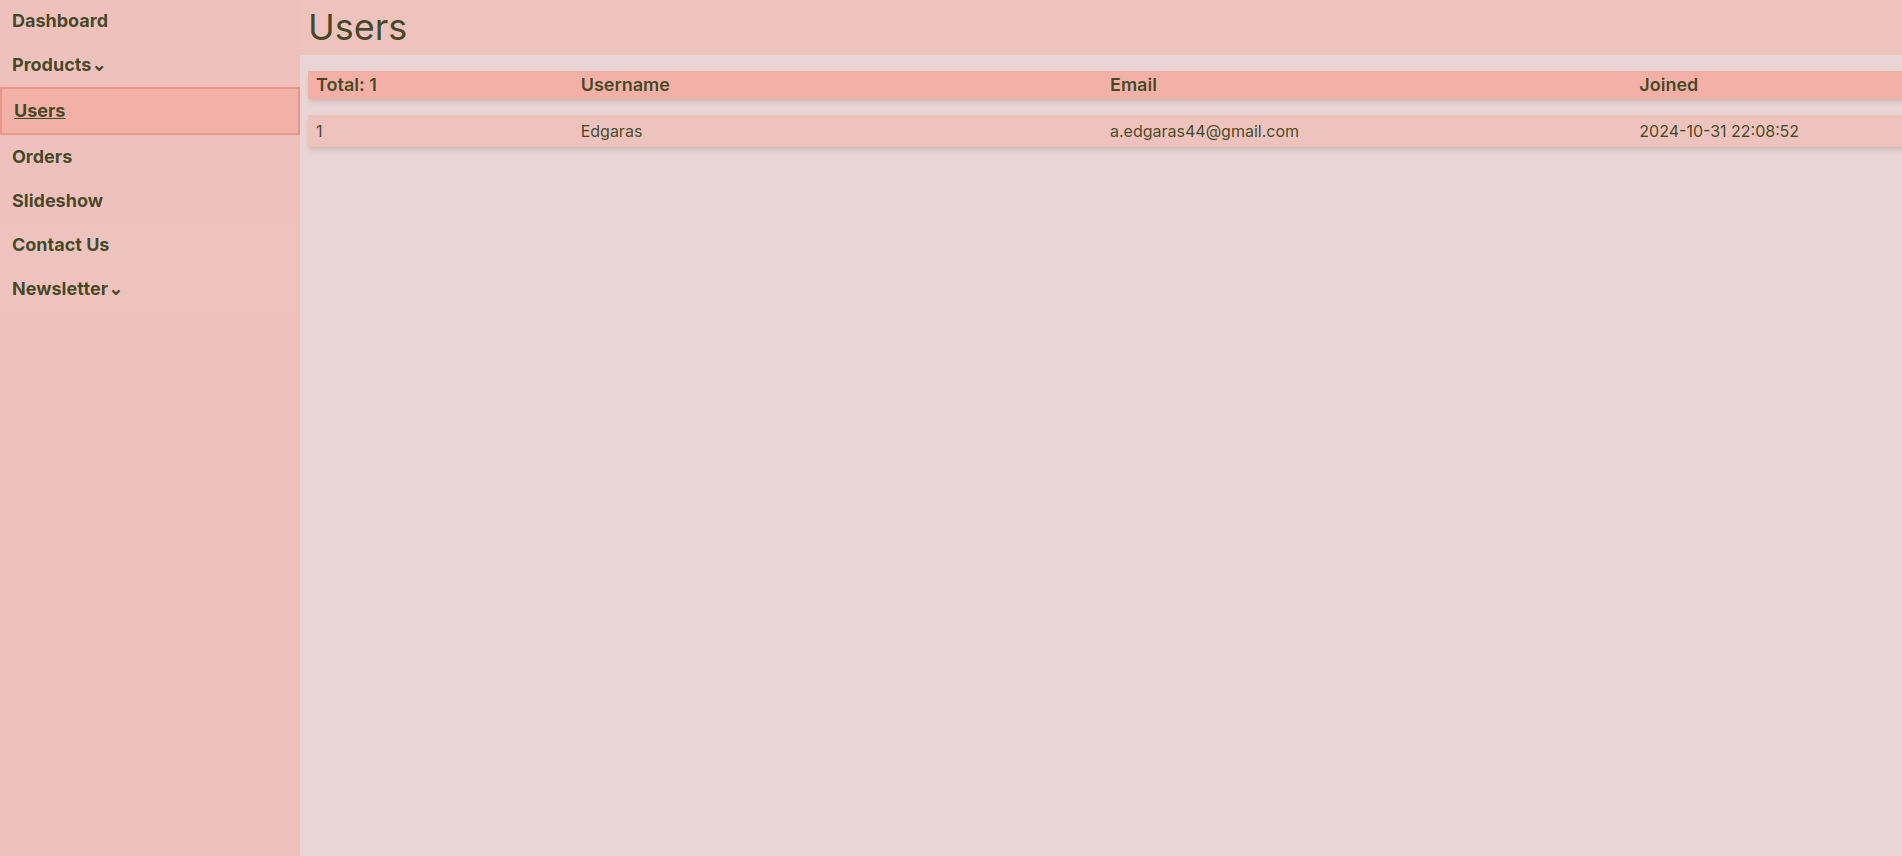 Dashboard
Products
Users
Orders
Slideshow
Contact Us
Newsletter
Users
Total: 1 Username Email Joined
1 Edgaras a.edgaras44@gmail.com 2024-10-31 22:08:52